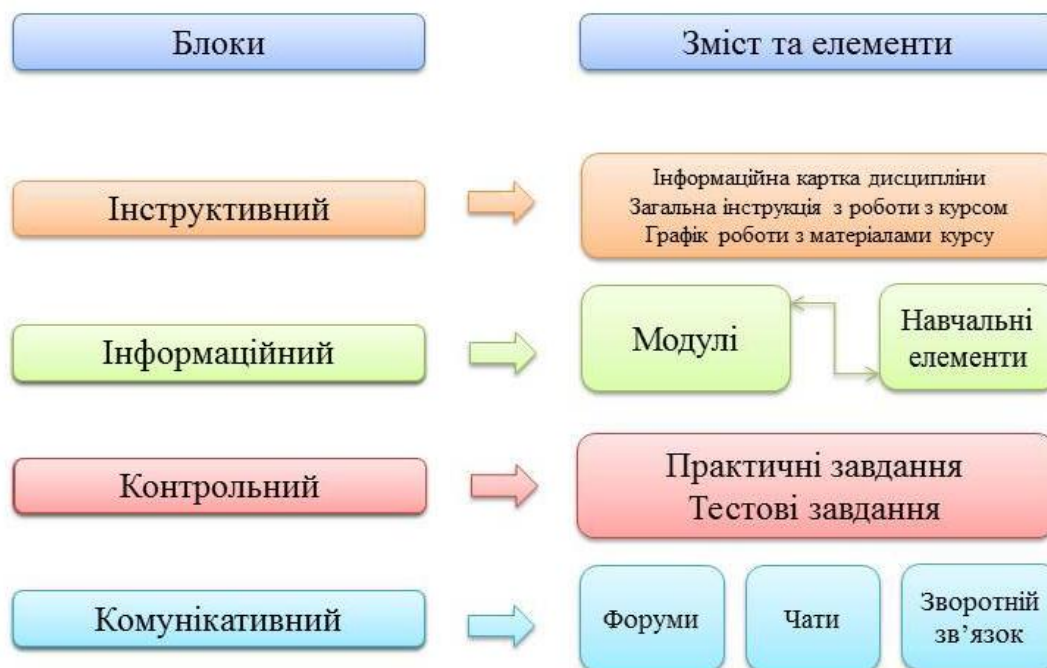 Блоки
Зміст та елементи
Інструктивний
Інформаційна картка дисципліни
Загальна інструкція з роботи з курсом
Графік роботи з матеріалами курсу
Інформаційний
Модулі
Навчальні
елементи
Контрольний
Практичні завдання
Тестові завдання
Комунікативний
Форуми
Чати
Зворотній
зв’язок